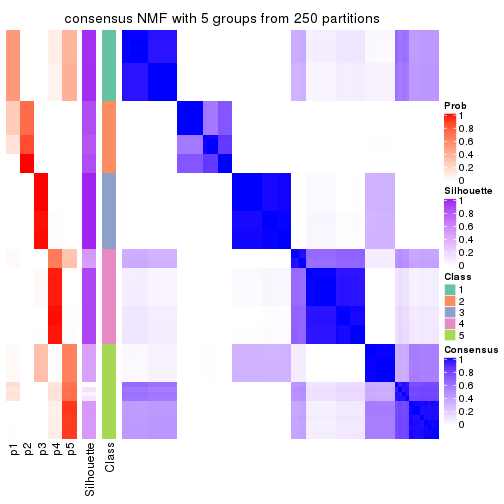 consensus NMF with 5 groups from 250 partitions
Prob
1
0.8
0.6
0.4
0.2
0
Silhouette
1
0.8
0.6
0.4
0.2
0
Class
1
2
3
4
5
Consensus
1
0.8
0.6
0.4
0.2
0
p1
p2
p3
p4
p5
Silhouette
Class